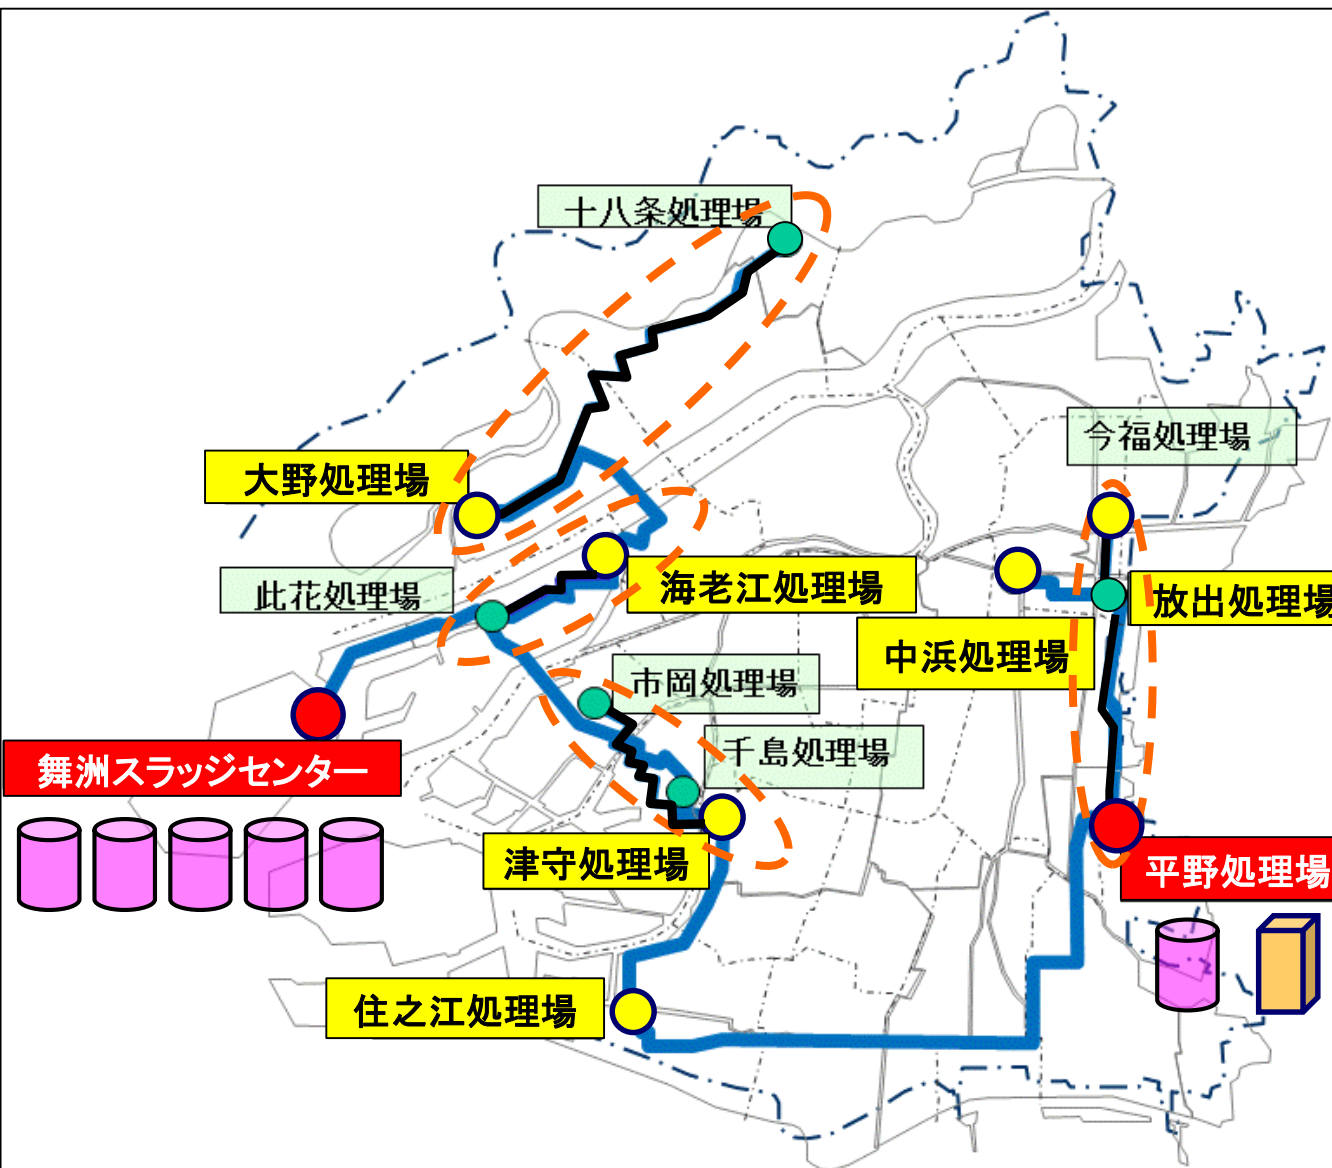 十八条処理場
今福処理場
大野処理場
此花処理場
海老江処理場
放出処理場
中浜処理場
市岡処理場
千島処理場
舞洲スラッジセンター
津守処理場
平野処理場
住之江処理場